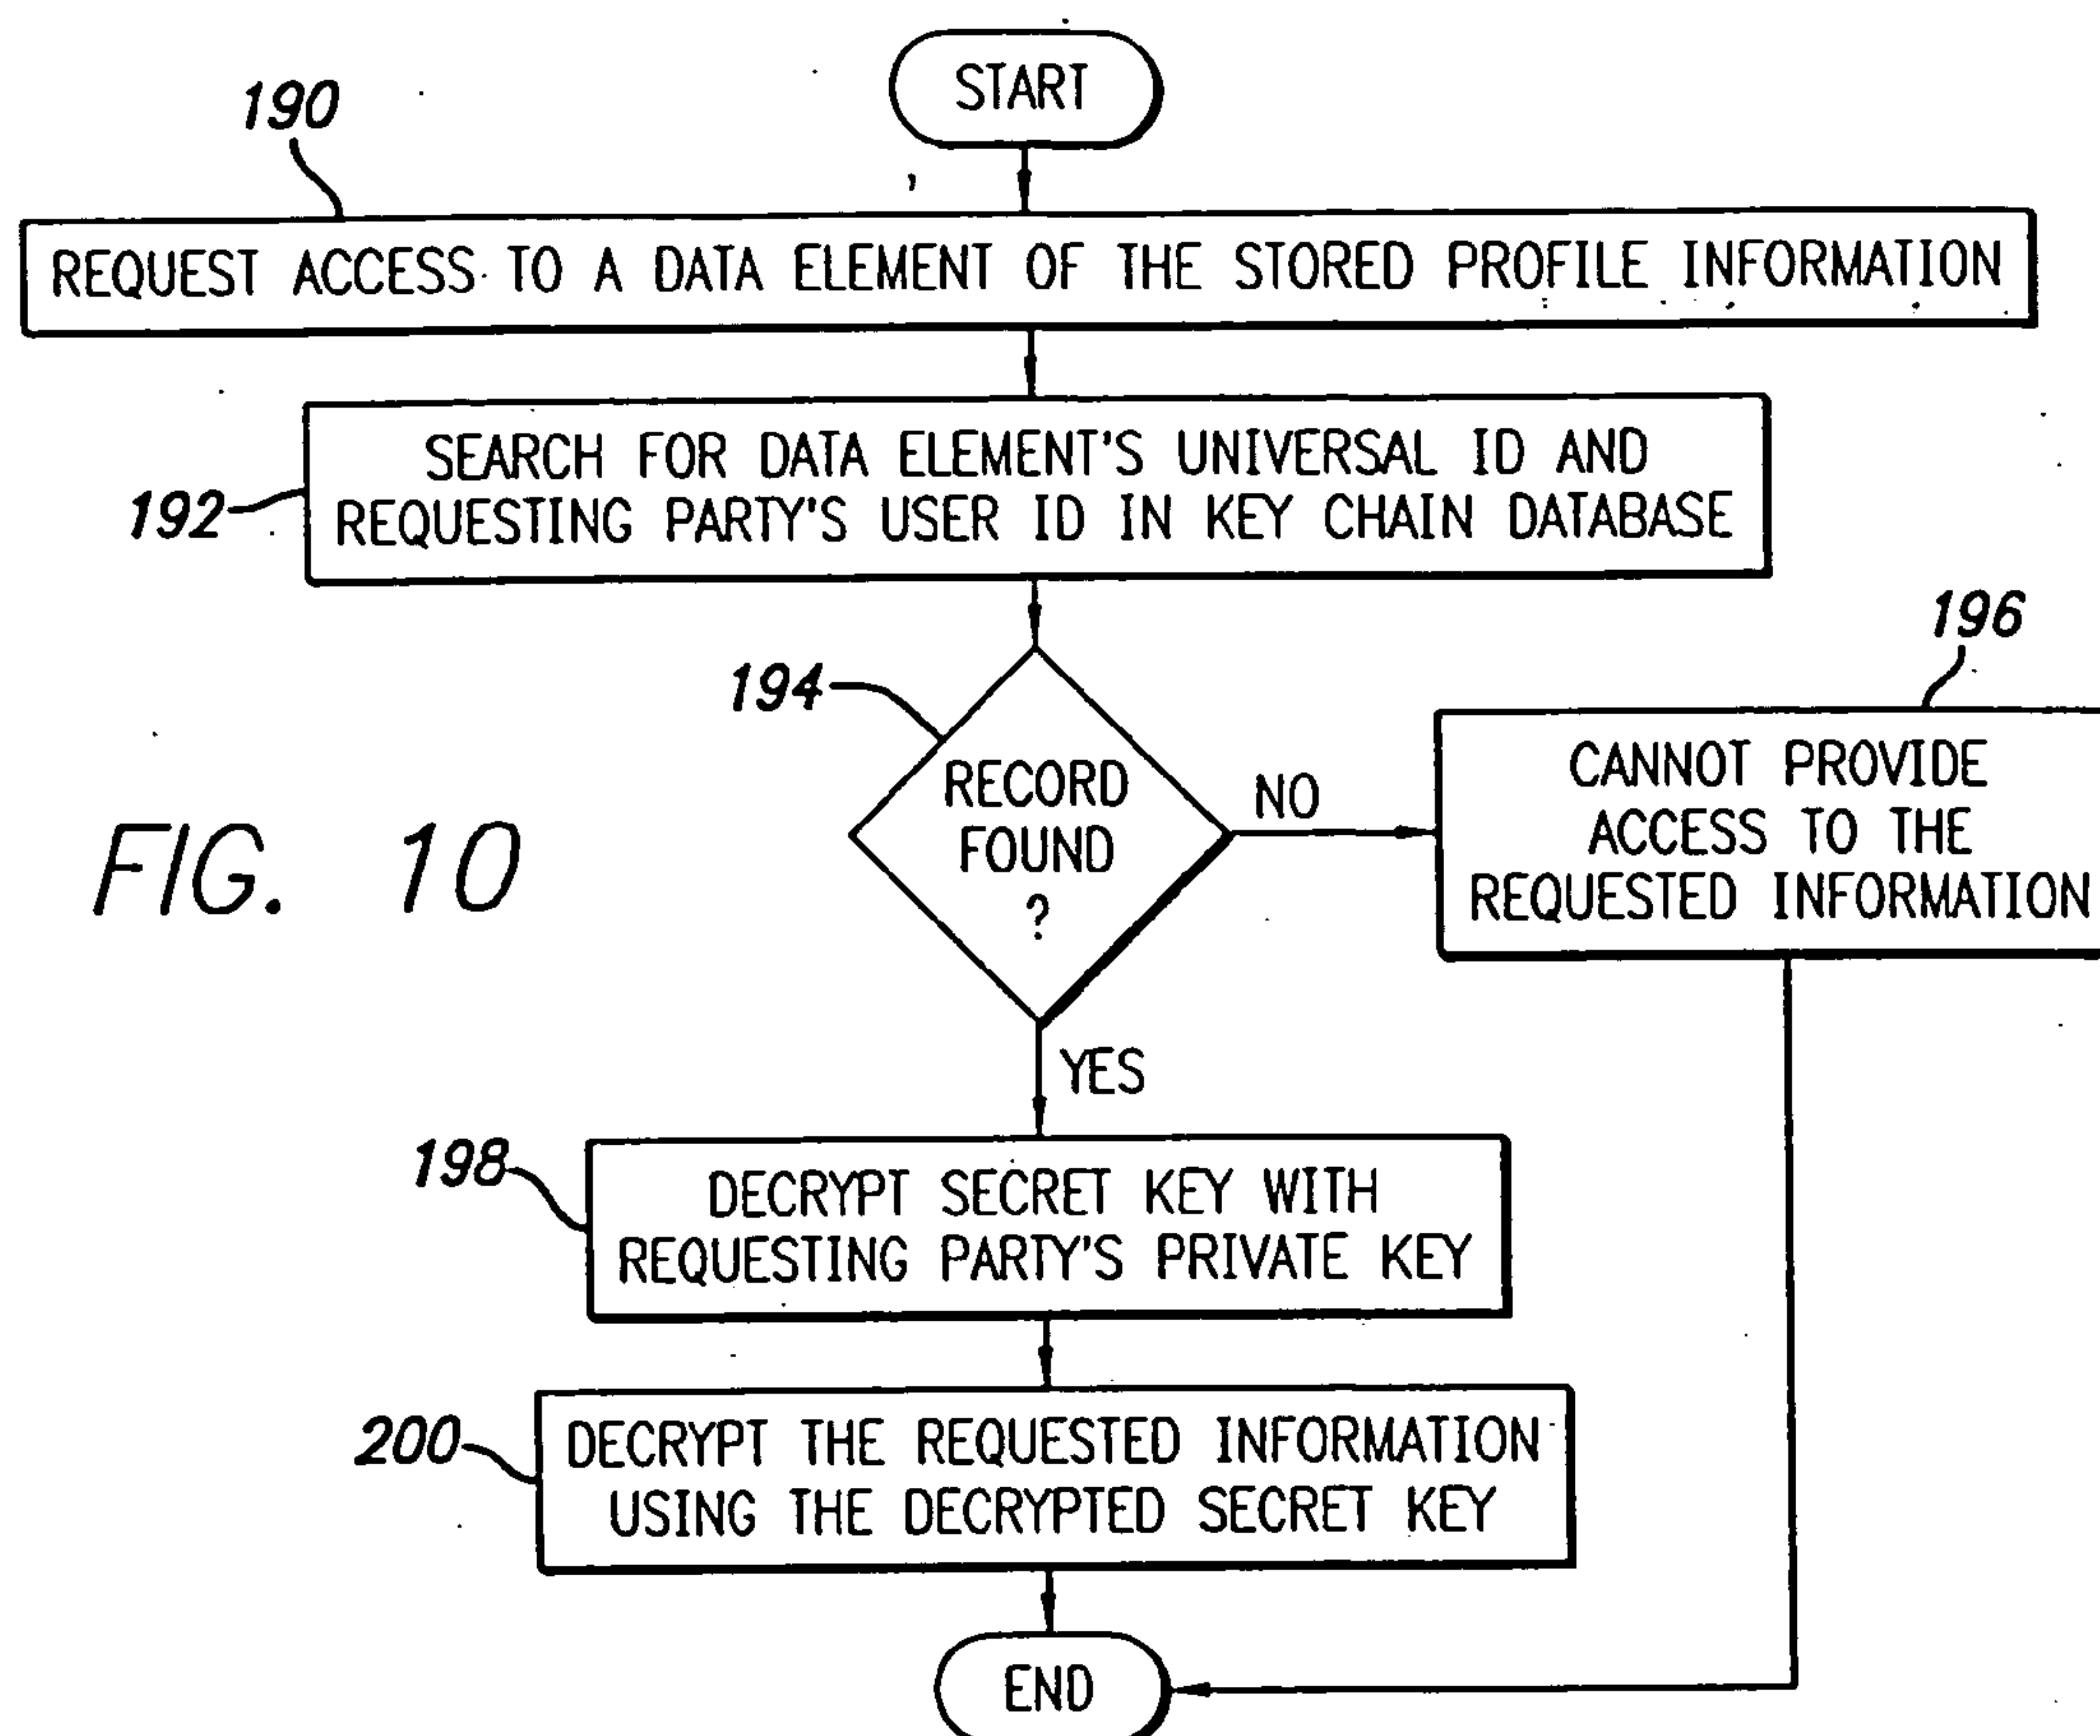 START
190
REQUEST ACCESS TO A DATA ELEMENT OF THE STORED PROFILE INFORMATION
SEARCH FOR DATA ELEMENT'S UNIVERSAL ID AND
REQUESTING PARTY'S USER ID IN KEY CHAIN DATABASE
192
196
194
RECORD
FOUND
?
NO
CANNOT PROVIDE
ACCESS TO THE
REQUESTED INFORMATION
FIG. 10
YES
198
DECRYPT SECRET KEY WITH
REQUESTING PARTY'S PRIVATE KEY
200
DECRYPT THE REQUESTED INFORMATION
USING THE DECRYPTED SECRET KEY
END